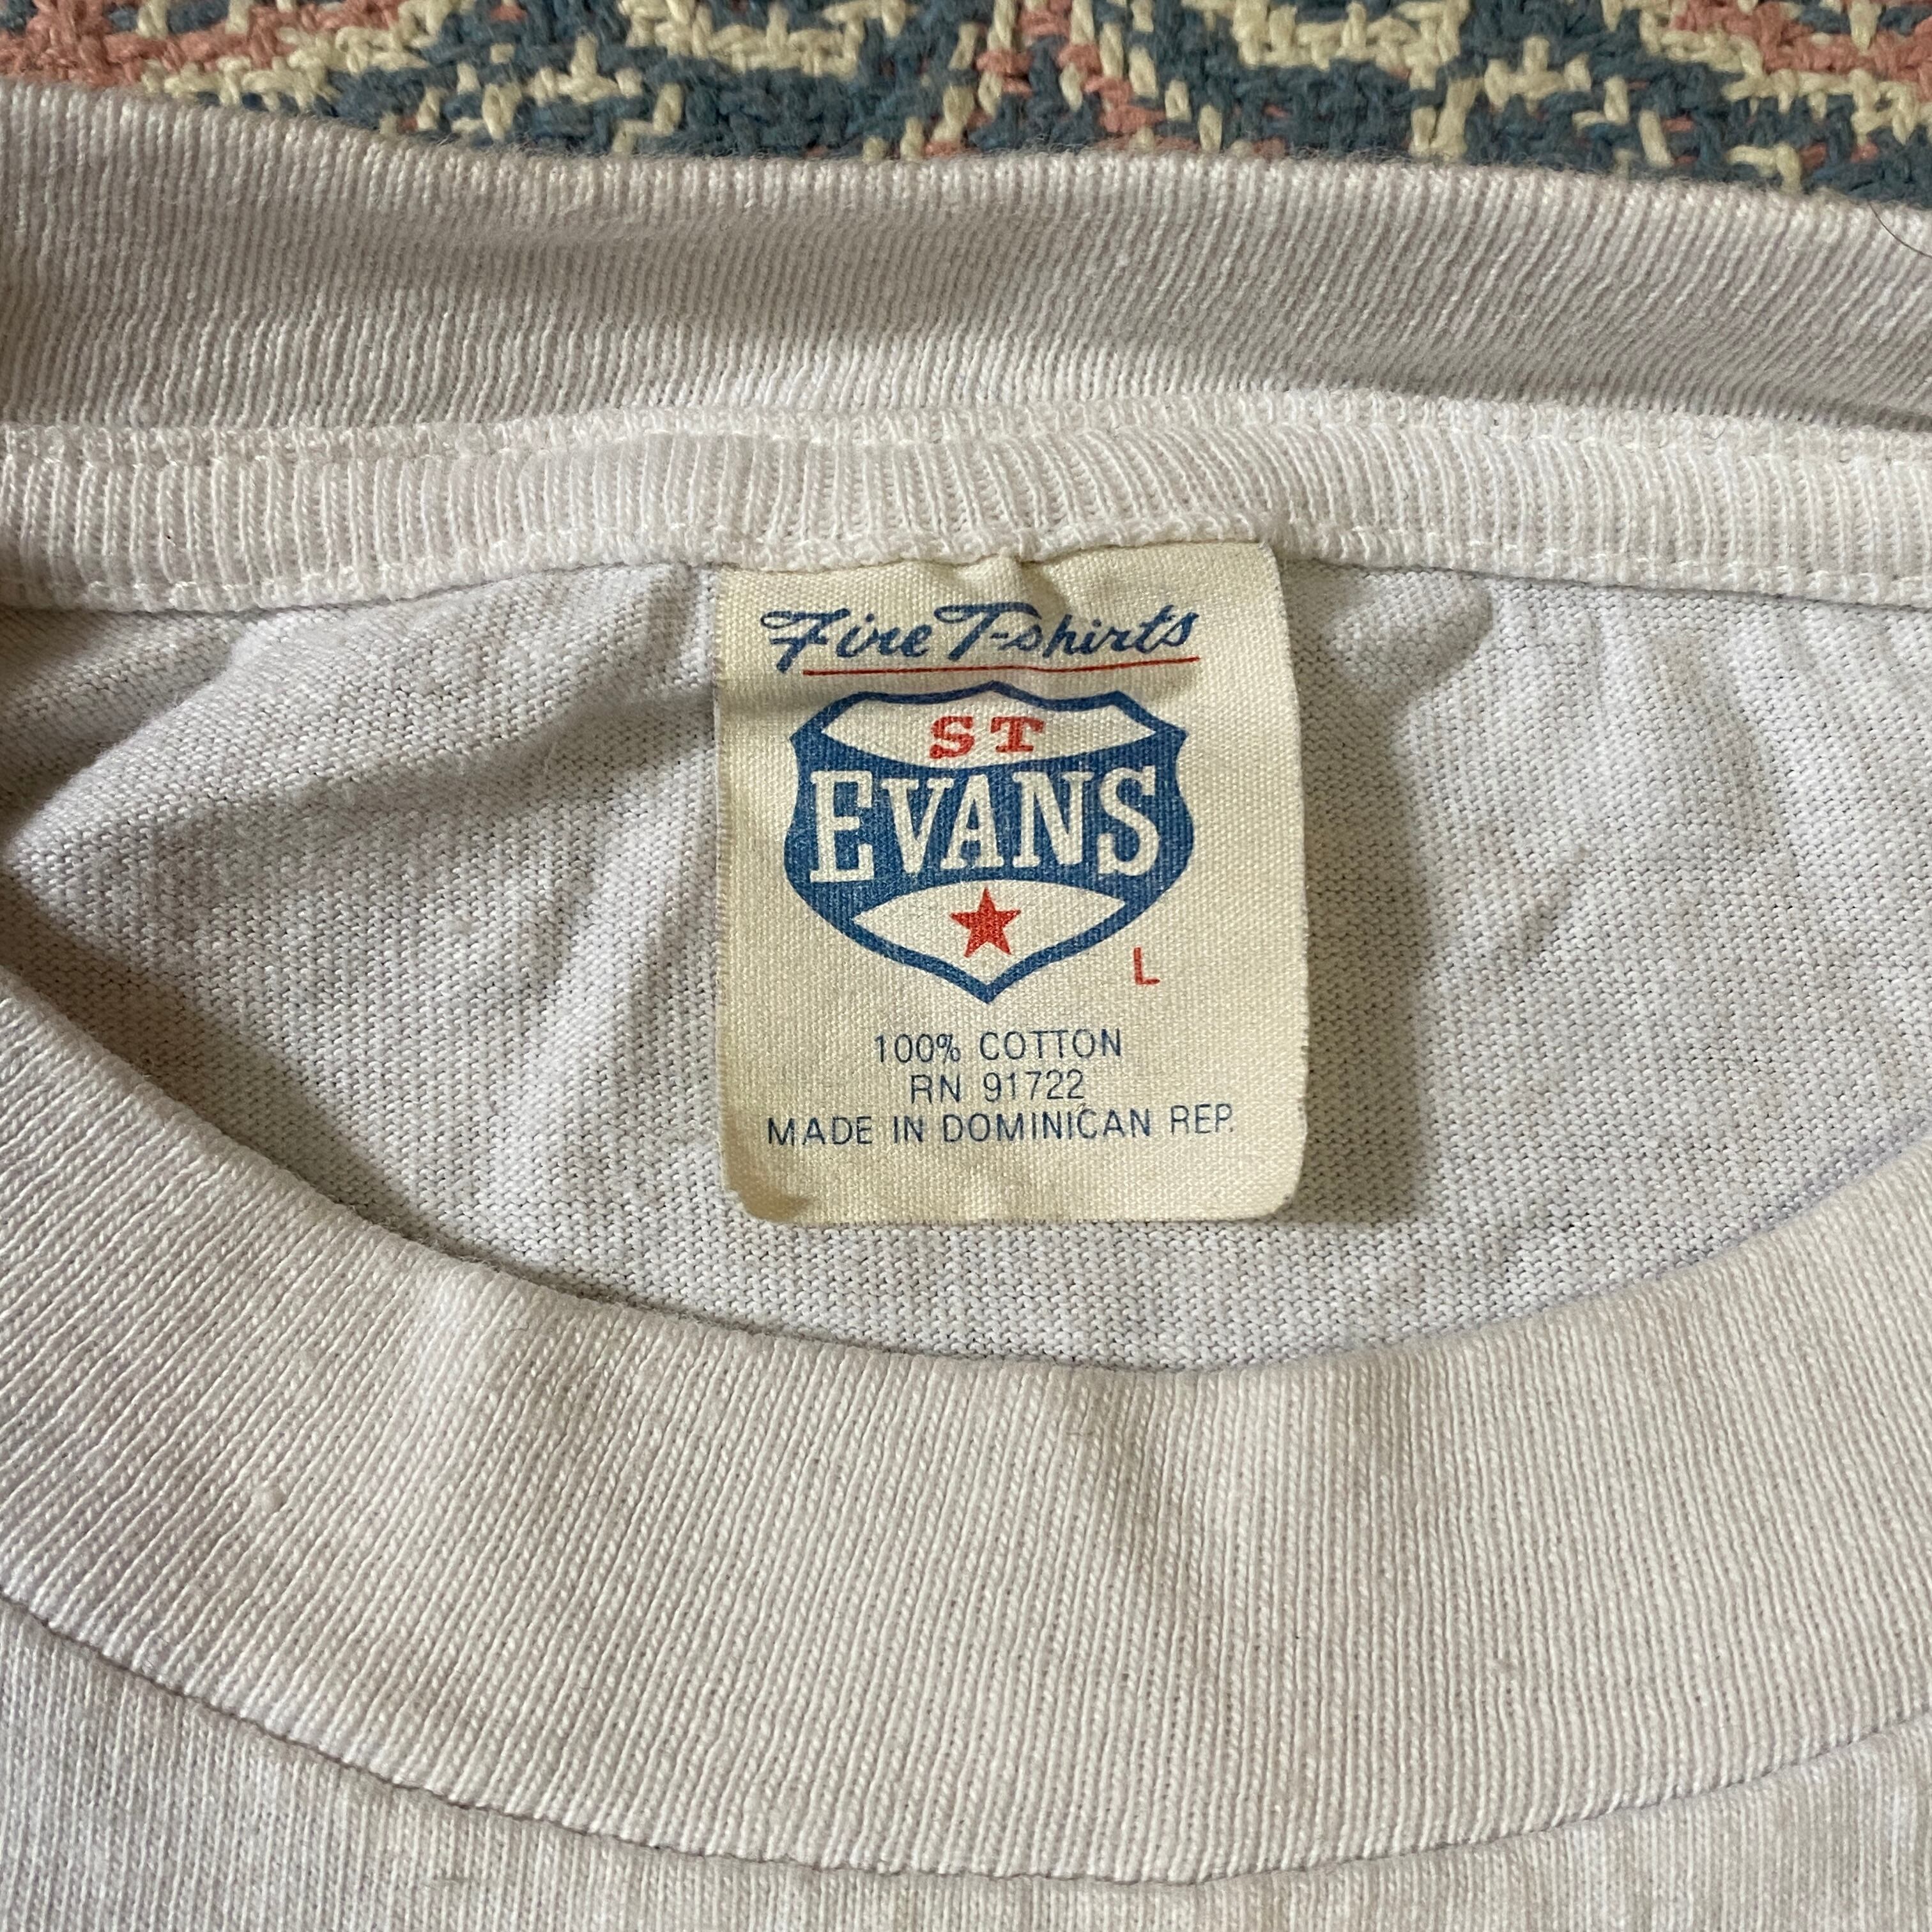 Fine T-shirts
ST
EVANS
L
100% COTTON
RN 91722
MADE IN DOMINICAN REP.